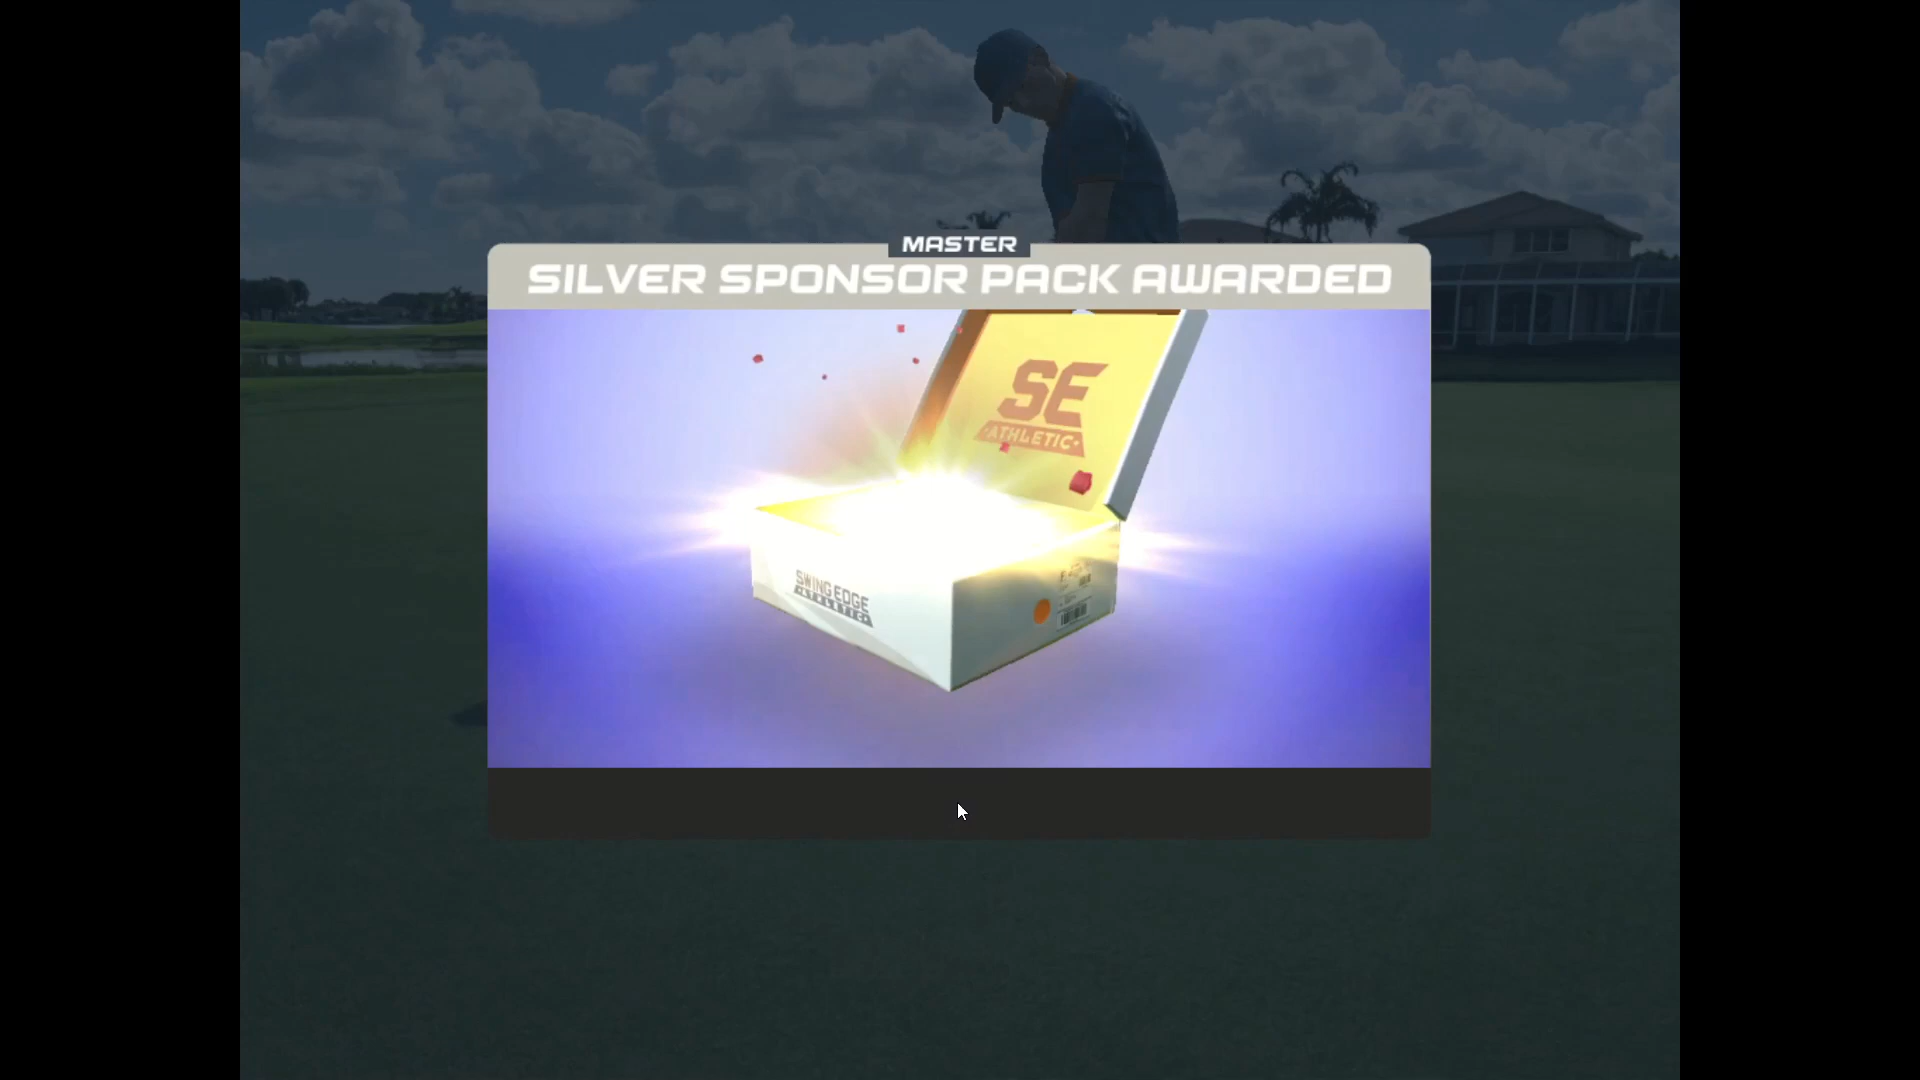 MASTER
SILVER SPONSOR PACK AWARDED
SE
·ATHLETIC·
SWING EDGE
·ATHLETIC·